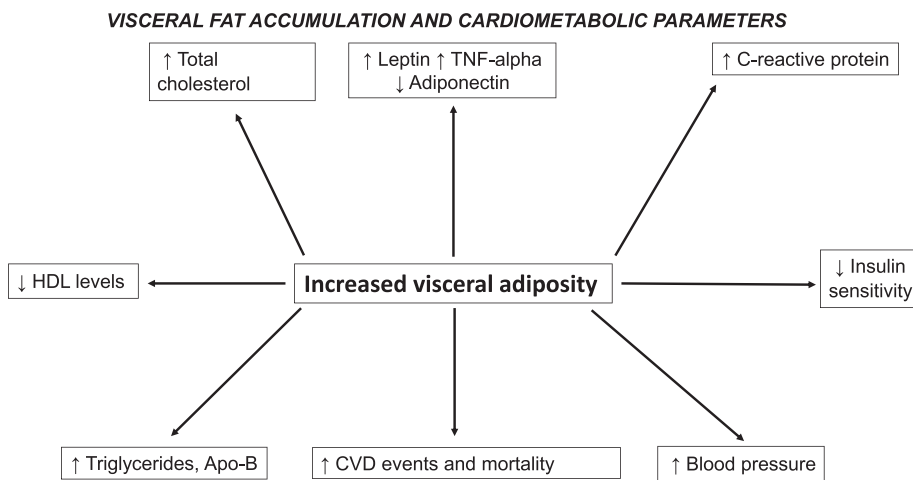 VISCERAL FAT ACCUMULATION AND CARDIOMETABOLIC PARAMETERS
↑ Total
cholesterol
↑ Leptin ↑ TNF-alpha
↓ Adiponectin
↑ C-reactive protein
↓ HDL levels
Increased visceral adiposity
↓ Insulin
sensitivity
↑ Triglycerides, Apo-B
↑ CVD events and mortality
↑ Blood pressure